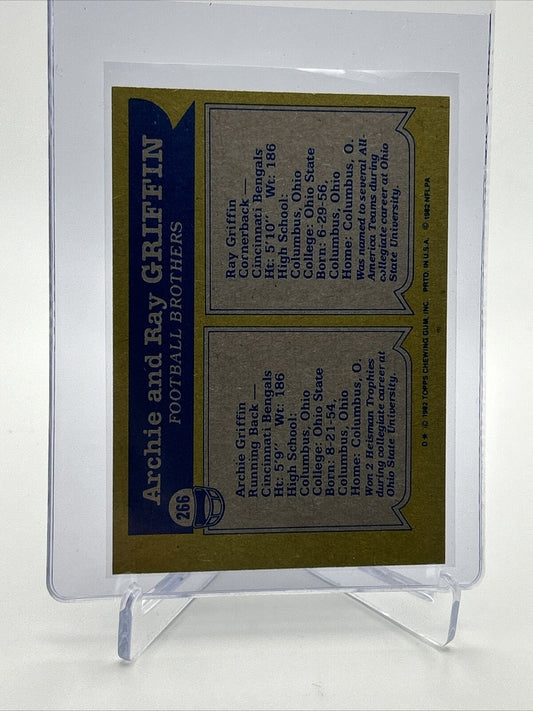 Archie and Ray GRIFFIN
FOOTBALL BROTHERS
266
Archie Griffin
Running Back —
Cincinnati Bengals
Ht: 5'9" Wt: 186
High School:
Columbus, Ohio
College: Ohio State
Born: 8-21-54,
Columbus, Ohio
Home: Columbus, O.
Won 2 Heisman Trophies
during collegiate career at
Ohio State University.
Ray Griffin
Cornerback —
Cincinnati Bengals
Ht: 5'10" Wt: 186
High School:
Columbus, Ohio
College: Ohio State
Born: 6-29-56,
Columbus, Ohio
Home: Columbus, O.
Was named to several All-
America Teams during
collegiate career at Ohio
State University.
D* © 1982 TOPPS CHEWING GUM, INC. PRTD. IN U.S.A. © 1982 NFLPA